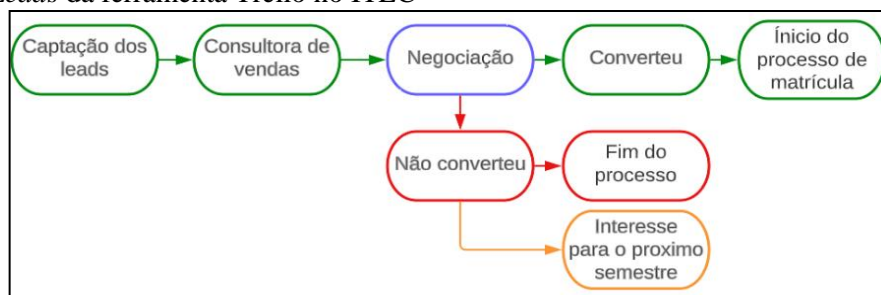 da ferramenta Trello no ITEC
Captação dos
leads
Consultora de
vendas
Negociação
Converteu
Ínicio do
processo de
matrícula
Não converteu
Fim do
processo
Interesse
para o proximo
semestre